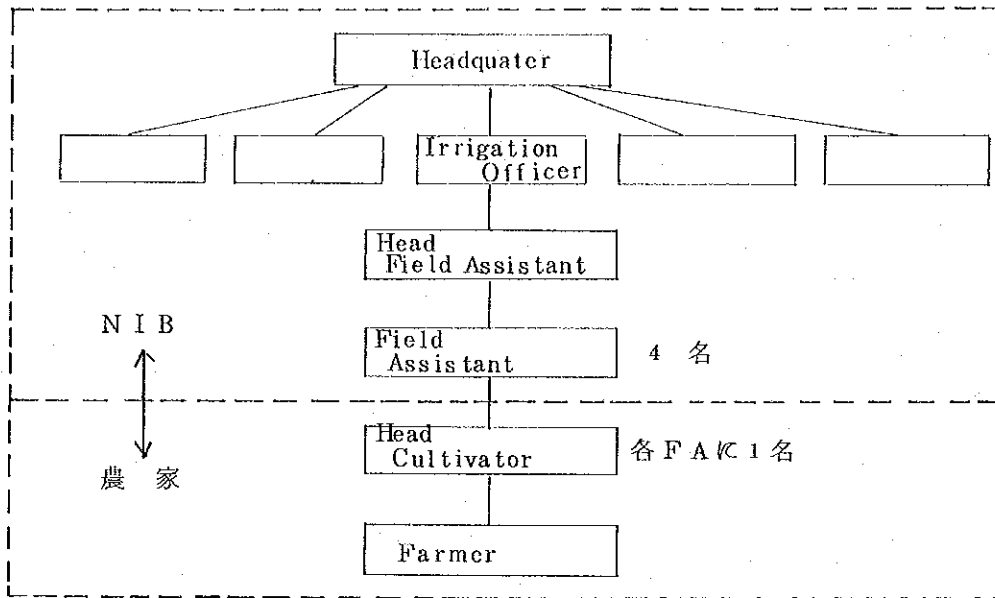 Headquater
Irrigation
Officer
Head
Field Assistant
NIB
Field
Assistant
4 名
Head
Cultivator
各FAに1名
農 家
Farmer